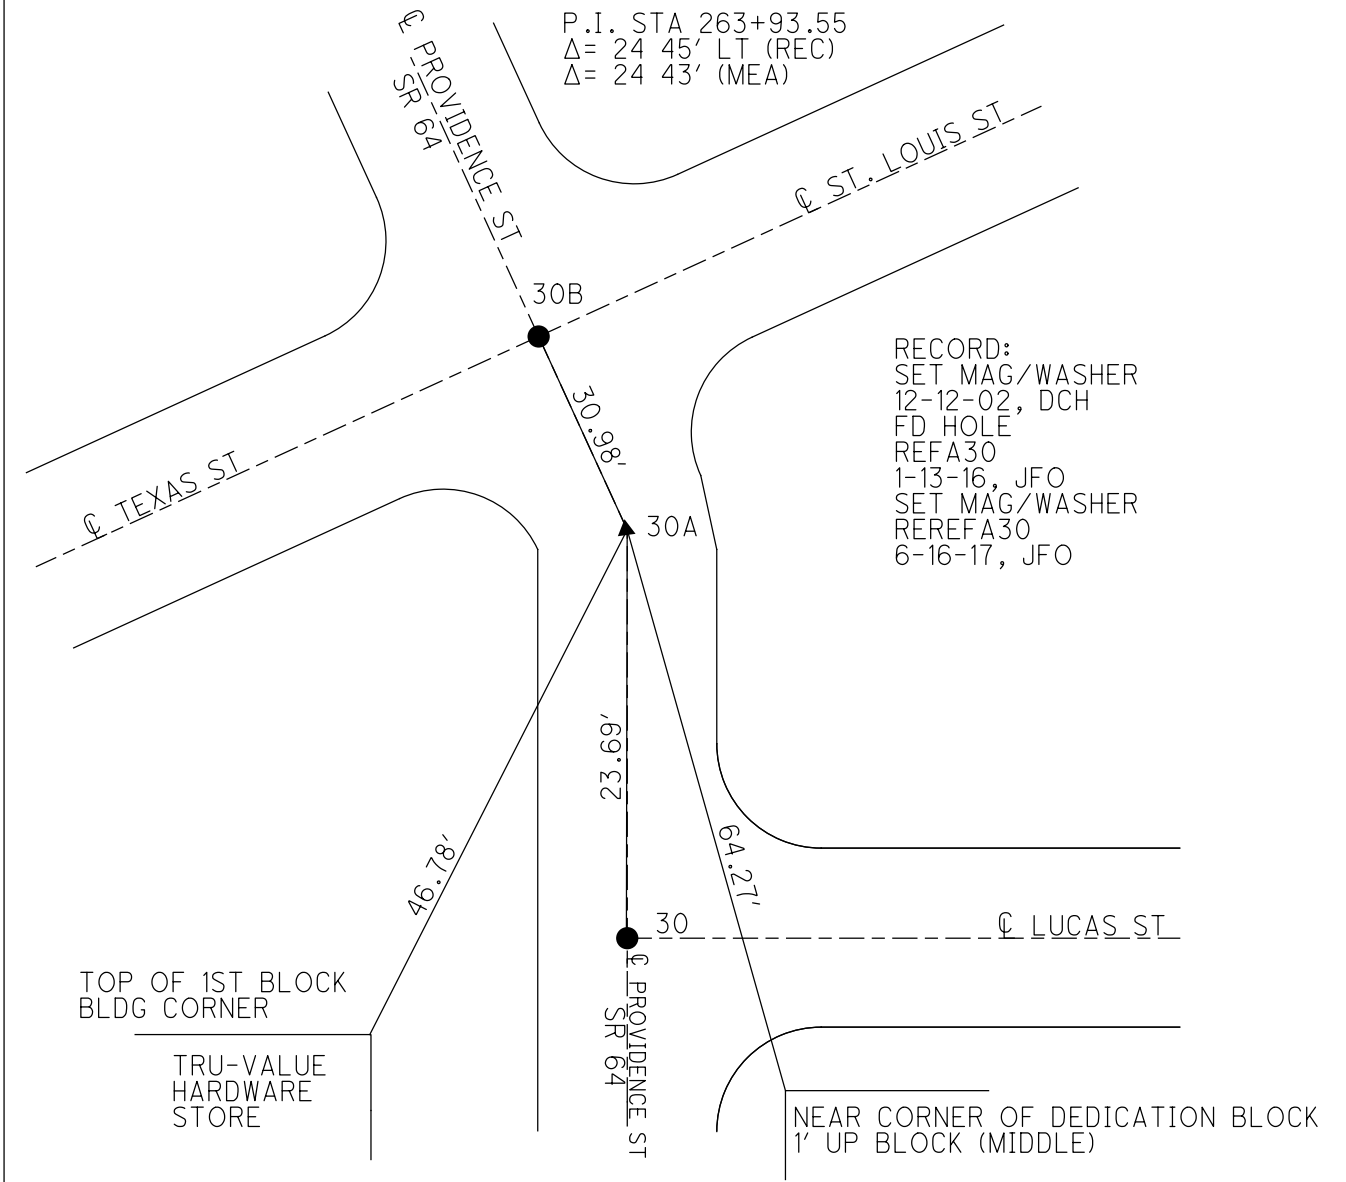 P.I. STA 263+93.55
Δ= 24 45' LT (REC)
Δ= 24 43' (MEA)
℄ PROVIDENCE ST
SR 64
℄ ST. LOUIS ST
30B
30.98'
RECORD:
SET MAG/WASHER
12-12-02, DCH
FD HOLE
REFA30
1-13-16, JFO
SET MAG/WASHER
REREFA30
6-16-17, JFO
℄ TEXAS ST
30A
23.69'
46.78'
64.27'
30
℄ LUCAS ST
℄ PROVIDENCE ST
SR 64
TOP OF 1ST BLOCK
BLDG CORNER
TRU-VALUE
HARDWARE
STORE
NEAR CORNER OF DEDICATION BLOCK
1' UP BLOCK (MIDDLE)